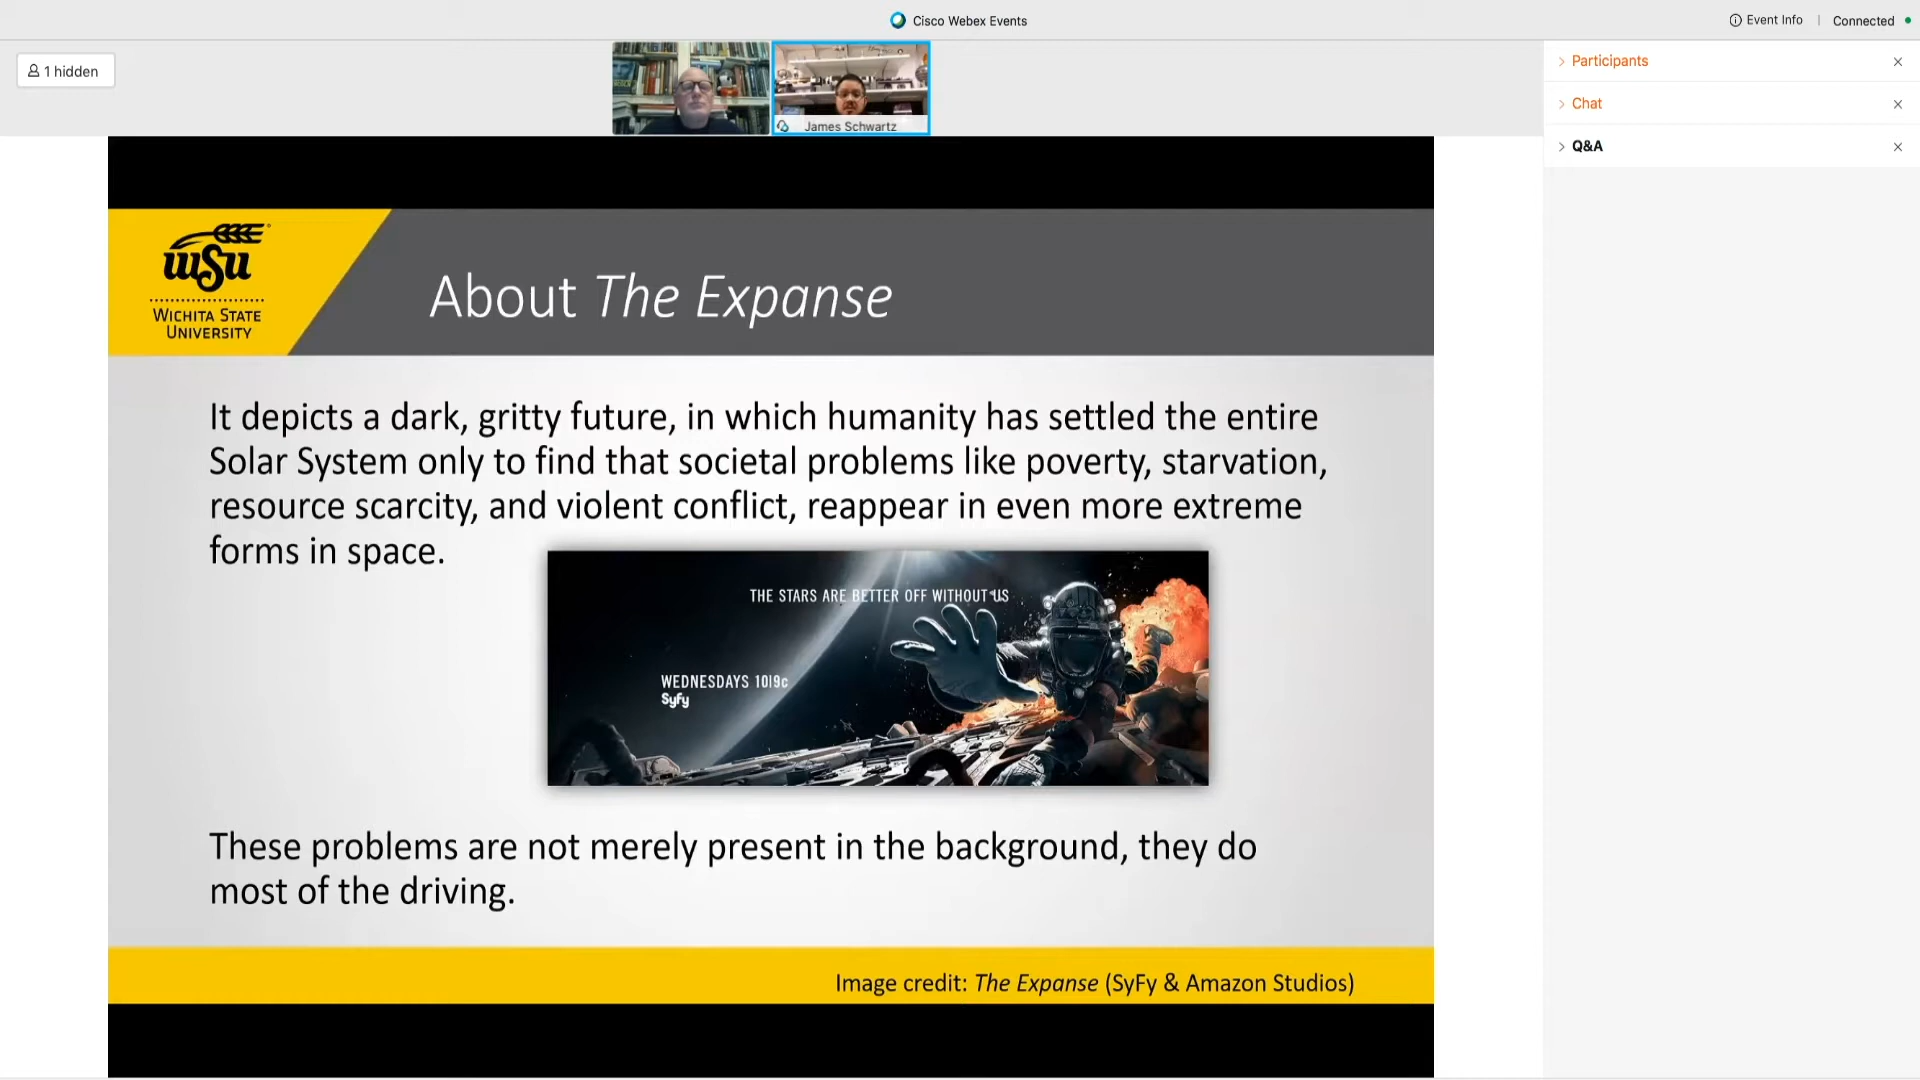 Cisco Webex Events
Event Info
Connected
1 hidden
Participants
Chat
Q&A
James Schwartz
WSU
WICHITA STATE
UNIVERSITY
About The Expanse
It depicts a dark, gritty future, in which humanity has settled the entire
Solar System only to find that societal problems like poverty, starvation,
resource scarcity, and violent conflict, reappear in even more extreme
forms in space.
THE STARS ARE BETTER OFF WITHOUT US
WEDNESDAYS 10|9c
Syfy
These problems are not merely present in the background, they do
most of the driving.
Image credit: The Expanse (SyFy & Amazon Studios)